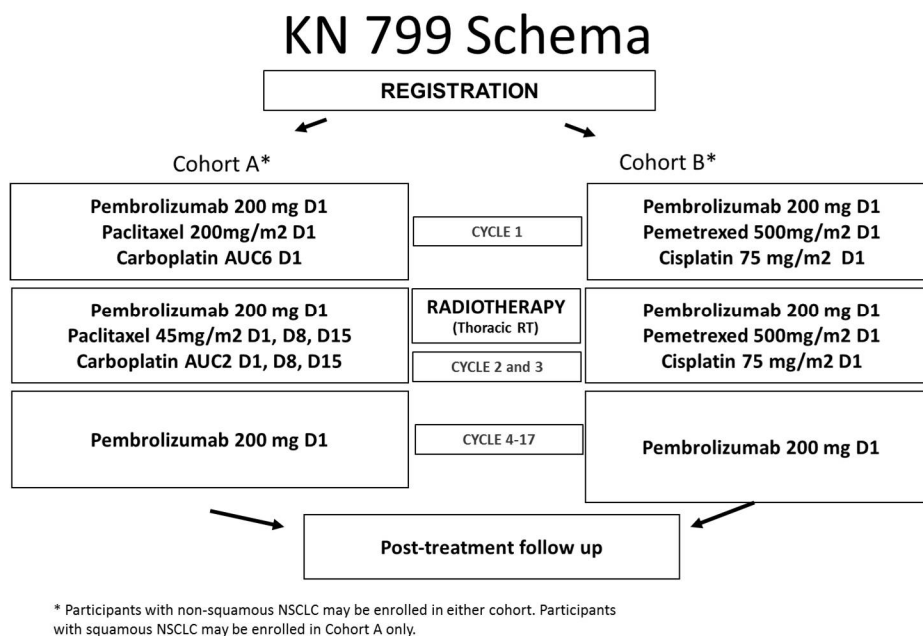 KN 799 Schema
REGISTRATION
Cohort A*
Cohort B*
Pembrolizumab 200 mg D1
Paclitaxel 200mg/m2 D1
Carboplatin AUC6 D1
CYCLE 1
Pembrolizumab 200 mg D1
Pemetrexed 500mg/m2 D1
Cisplatin 75 mg/m2 D1
Pembrolizumab 200 mg D1
Paclitaxel 45mg/m2 D1, D8, D15
Carboplatin AUC2 D1, D8, D15
RADIOTHERAPY
(Thoracic RT)
CYCLE 2 and 3
Pembrolizumab 200 mg D1
Pemetrexed 500mg/m2 D1
Cisplatin 75 mg/m2 D1
Pembrolizumab 200 mg D1
CYCLE 4-17
Pembrolizumab 200 mg D1
Post-treatment follow up
* Participants with non-squamous NSCLC may be enrolled in either cohort. Participants
with squamous NSCLC may be enrolled in Cohort A only.